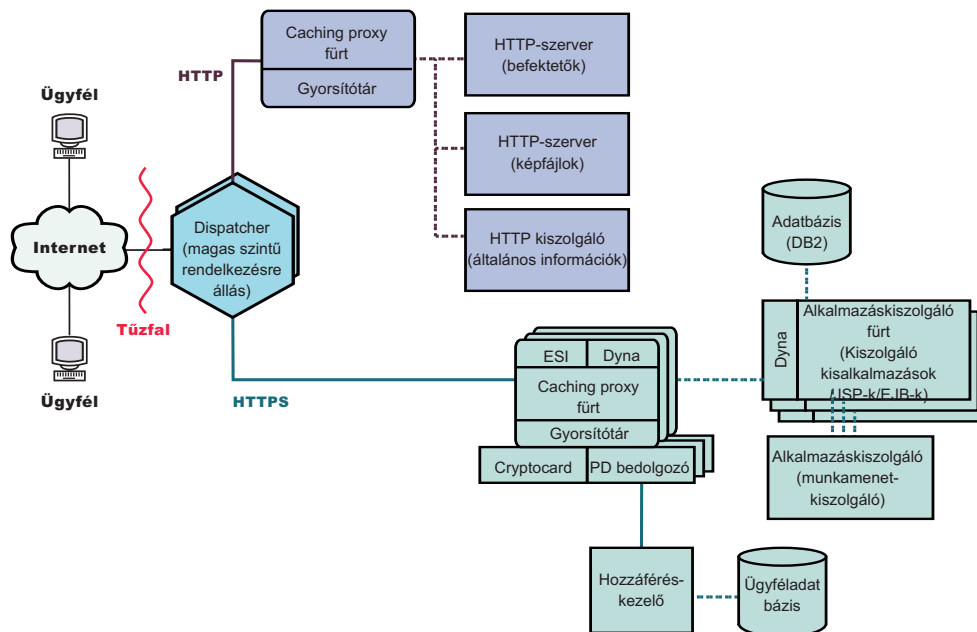 Caching proxy
fürt
Gyorsítótár
HTTP
HTTP-szerver
(befektetők)
HTTP-szerver
(képfájlok)
HTTP kiszolgáló
(általános információk)
Ügyfél
Internet
Tűzfal
Ügyfél
Dispatcher
(magas szintű
rendelkezésre
állás)
HTTPS
ESI
Dyna
Caching proxy
fürt
Gyorsítótár
Cryptocard
PD bedolgozó
Adatbázis
(DB2)
Dyna
Alkalmazáskiszolgáló
fürt
(Kiszolgáló
kisalkalmazások
(JSP-k/EJB-k)
Alkalmazáskiszolgáló
(munkamenet-
kiszolgáló)
Hozzáférés-
kezelő
Ügyféladat
bázis